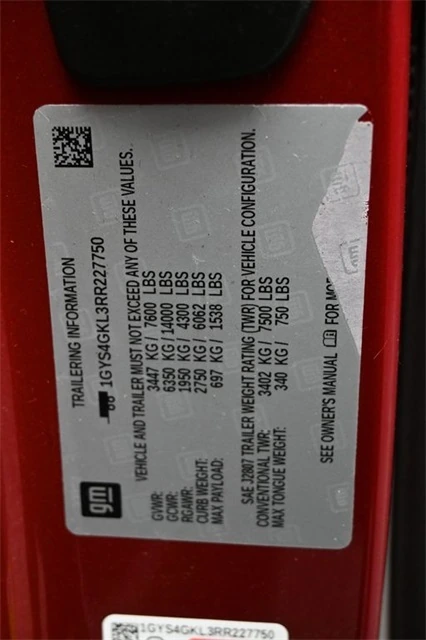 TRAILERING INFORMATION
gm
1GYS4GKL3RR227750
VEHICLE AND TRAILER MUST NOT EXCEED ANY OF THESE VALUES.
GVWR: 3447 KG / 7600 LBS
GCWR: 6350 KG / 14000 LBS
RGAWR: 1950 KG / 4300 LBS
CURB WEIGHT: 2750 KG / 6062 LBS
MAX PAYLOAD: 697 KG / 1538 LBS
SAE J2807 TRAILER WEIGHT RATING (TWR) FOR VEHICLE CONFIGURATION.
CONVENTIONAL TWR: 3402 KG / 7500 LBS
MAX TONGUE WEIGHT: 340 KG / 750 LBS
SEE OWNER'S MANUAL FOR MOR
1GYS4GKL3RR227750